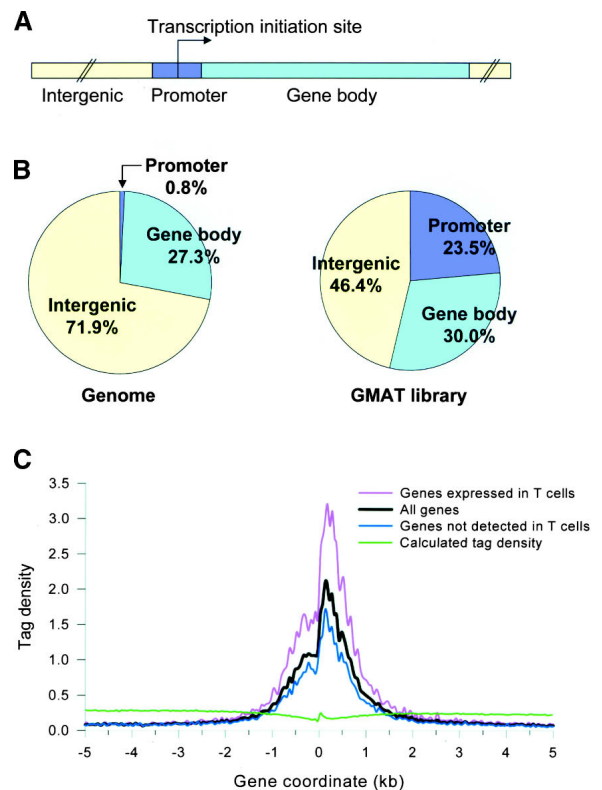 A
Transcription initiation site
Intergenic
Promoter
Gene body
B
Promoter
0.8%
Gene body
27.3%
Intergenic
71.9%
Genome
Promoter
23.5%
Intergenic
46.4%
Gene body
30.0%
GMAT library
C
Genes expressed in T cells
All genes
Genes not detected in T cells
Calculated tag density
Tag density
3.5
3.0
2.5
2.0
1.5
1.0
0.5
0.0
-5 -4 -3 -2 -1 0 1 2 3 4 5
Gene coordinate (kb)